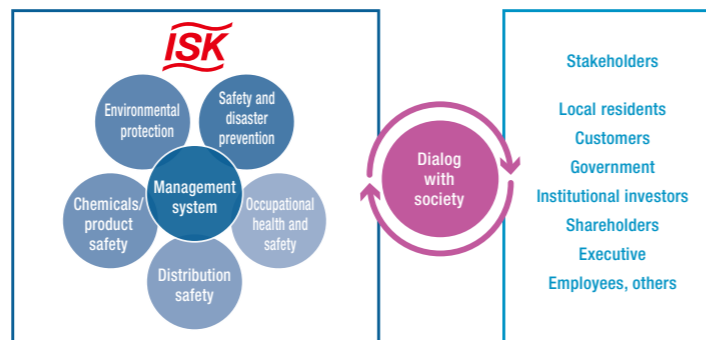 ISK
Environmental
protection
Safety and
disaster
prevention
Management
system
Chemicals/
product
safety
Occupational
health and
safety
Distribution
safety
Dialog
with
society
Stakeholders
Local residents
Customers
Government
Institutional investors
Shareholders
Executive
Employees, others